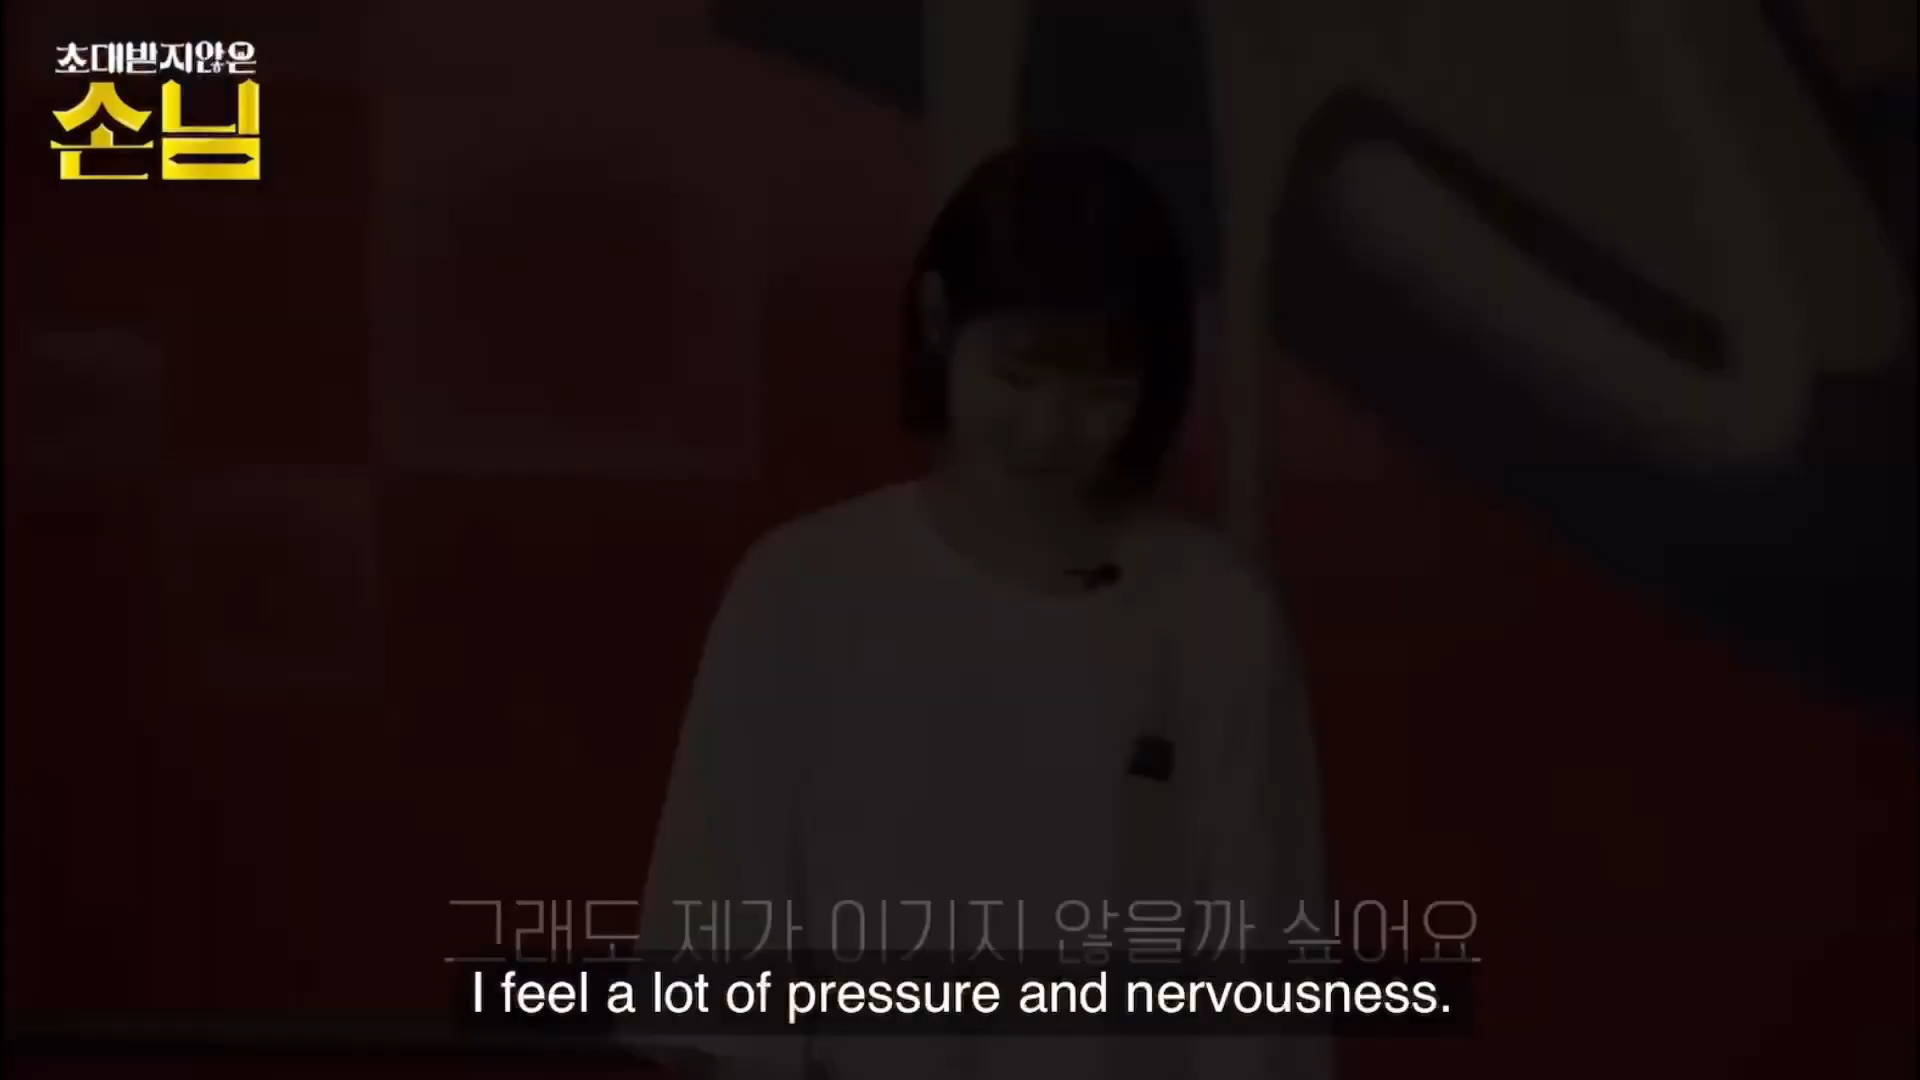 초대받지않은
손님
그래도 제가 이기지 않을까 싶어요
I feel a lot of pressure and nervousness.